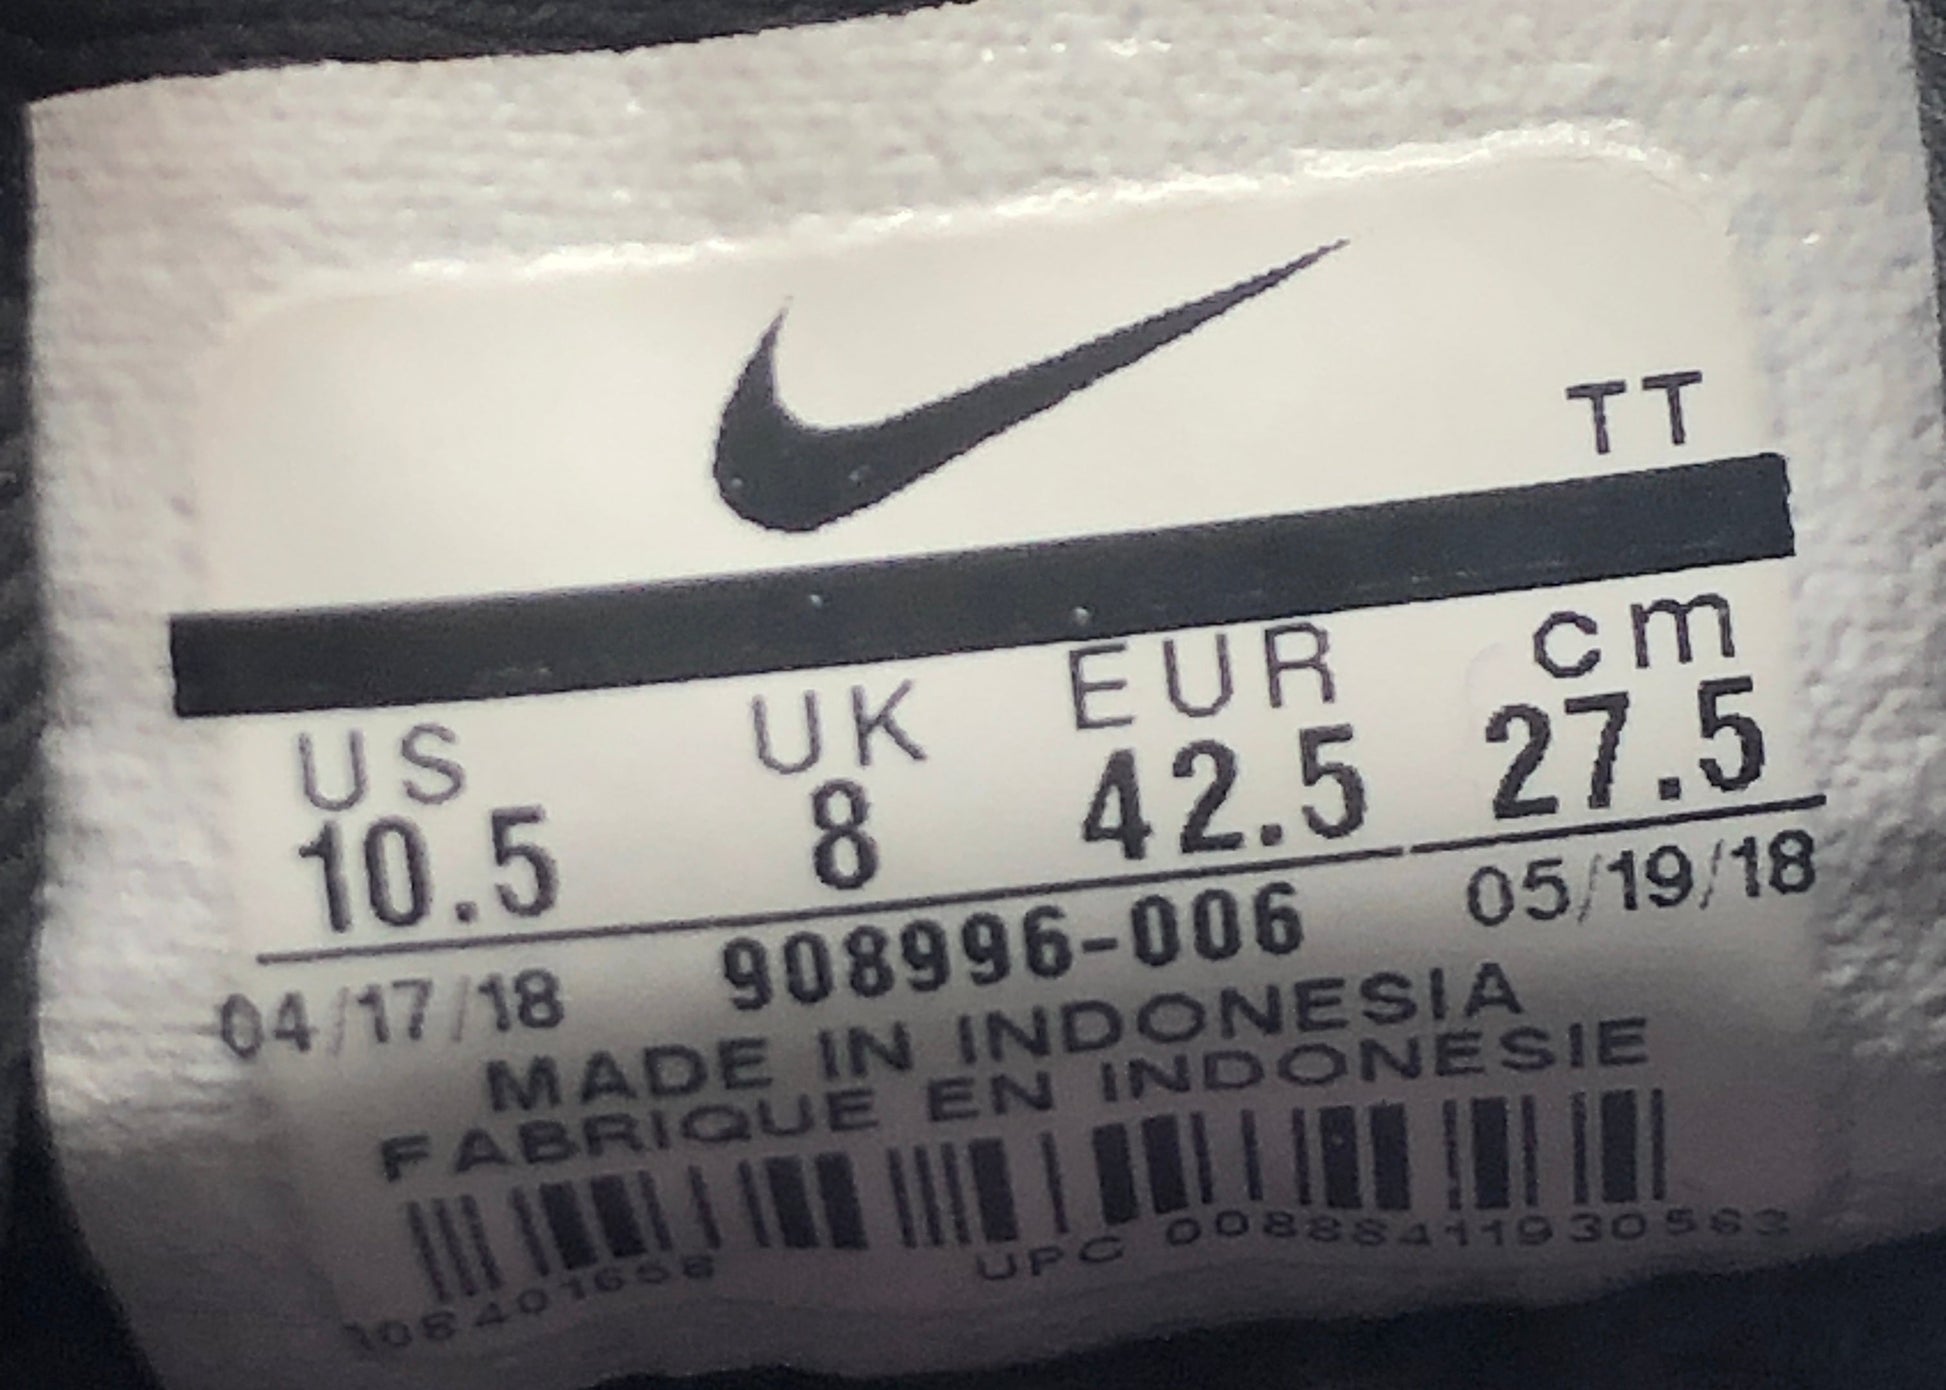 TT
US UK EUR cm
10.5 8 42.5 27.5
04/17/18 908996-006 05/19/18
MADE IN INDONESIA
FABRIQUE EN INDONÉSIE
UPC 00888411930563